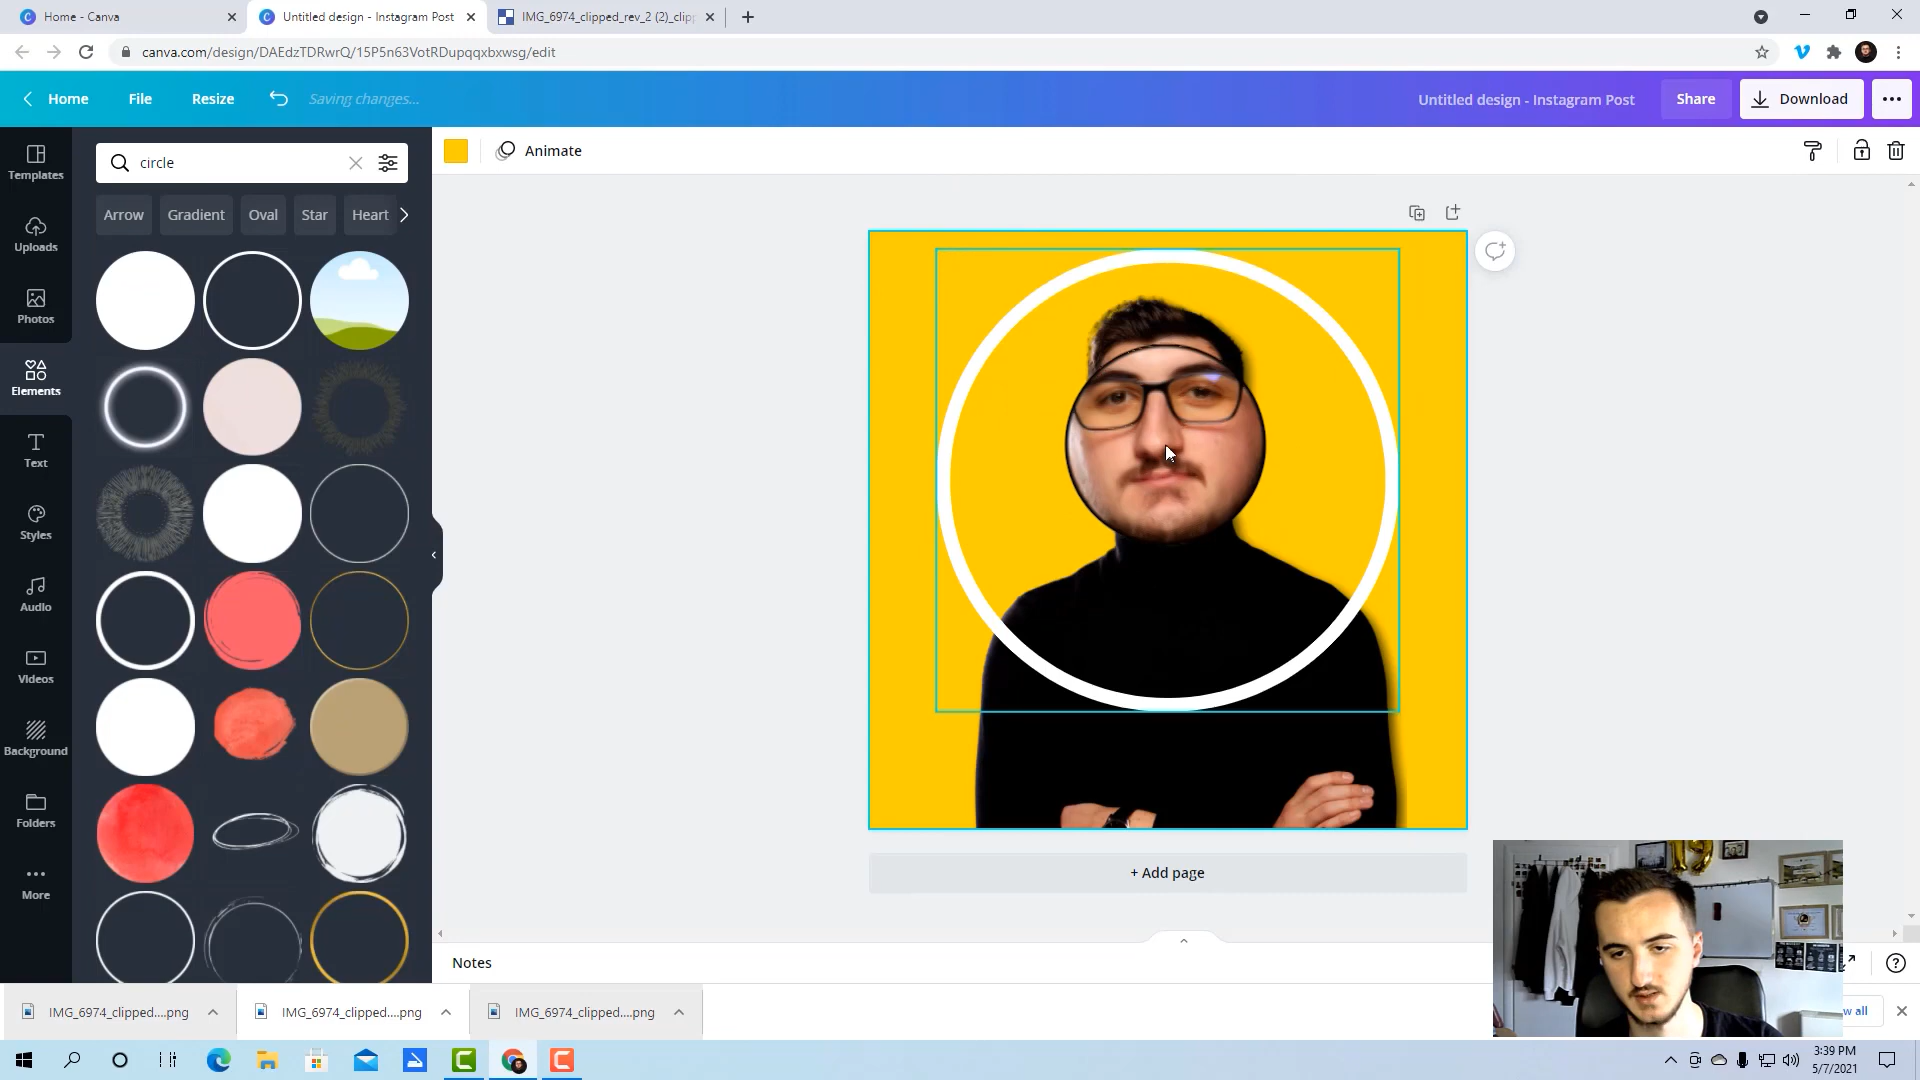 Home - Canva
Untitled design - Instagram Post
IMG_6974_clipped_rev_2 (2)_clip
canva.com/design/DAEdzTDRwrQ/15P5n63VotRDupqqxbxwsg/edit
Home
File
Resize
Saving changes...
Untitled design - Instagram Post
Share
Download
Templates
circle
Animate
Arrow
Gradient
Oval
Star
Heart
Uploads
Photos
Elements
Text
Styles
Audio
Videos
Background
Folders
More
+ Add page
Notes
IMG_6974_clipped....png
IMG_6974_clipped....png
IMG_6974_clipped....png
w all
3:39 PM
5/7/2021